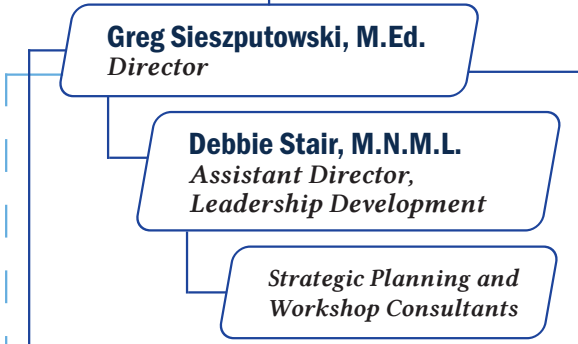 Greg Sieszputowski, M.Ed.
Director
Debbie Stair, M.N.M.L.
Assistant Director,
Leadership Development
Strategic Planning and
Workshop Consultants